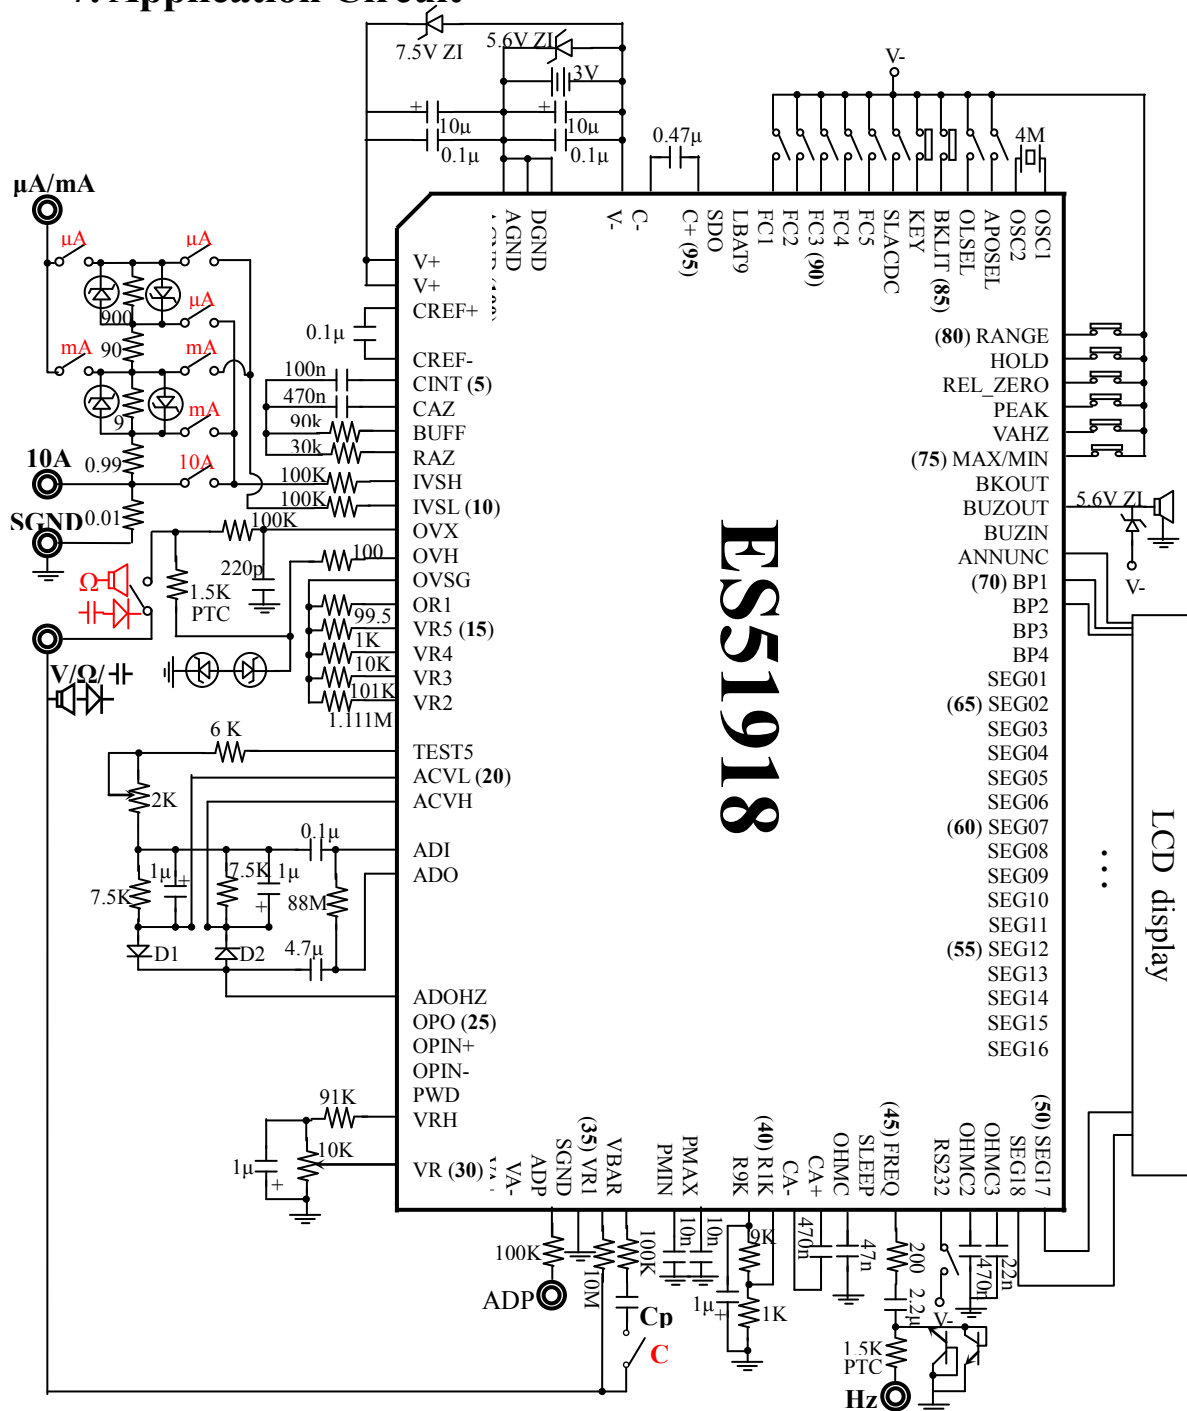 7. Application Circuit
7.5V ZI
5.6V ZI
3V
+
10μ
+
10μ
0.1μ
0.1μ
0.47μ
V-
4M
μA/mA
μA
μA
900
μA
mA
90
mA
9
mA
10A
0.99
10A
SGND
0.01
AGND
DGND
V-
C-
C+ (95)
SDO
LBAT9
FC1
FC2
FC3 (90)
FC4
FC5
SLACDC
KEY
BKLIT (85)
OLSEL
APOSEL
OSC2
OSC1
V+
V+
CREF+
0.1μ
CREF-
100n
CINT (5)
470n
CAZ
90k
BUFF
30k
RAZ
100K
IVSH
100K
IVSL (10)
100K
OVX
100
OVH
220p
OVSG
1.5K
PTC
OR1
99.5
VR5 (15)
1K
VR4
10K
VR3
101K
VR2
1.111M
Ω
V/Ω/
6 K
TEST5
ACVL (20)
2K
ACVH
0.1μ
ADI
ADO
1μ
+
7.5K
7.5K
1μ
+
88M
D1
D2
4.7μ
ADOHZ
OPO (25)
OPIN+
OPIN-
PWD
91K
VRH
10K
VR (30)
1μ
+
ES5918
(80) RANGE
HOLD
REL_ZERO
PEAK
VAHZ
(75) MAX/MIN
BKOUT
BUZOUT
5.6V ZI
BUZIN
ANNUNC
V-
(70) BP1
BP2
BP3
BP4
SEG01
(65) SEG02
SEG03
SEG04
SEG05
SEG06
(60) SEG07
SEG08
SEG09
SEG10
SEG11
(55) SEG12
SEG13
SEG14
SEG15
SEG16
...
LCD display
VA-
ADP
SGND
(35) VR1
VBAR
PMIN
PMAX
R9K
(40) R1K
CA-
CA+
OHMC
SLEEP
(45) FREQ
RS232
OHMC2
OHMC3
SEG18
(50) SEG17
100K
ADP
10M
100K
Cp
C
10n
10n
9K
1μ
+
1K
470n
47n
200
2.2μ
V-
470n
22n
1.5K
PTC
Hz